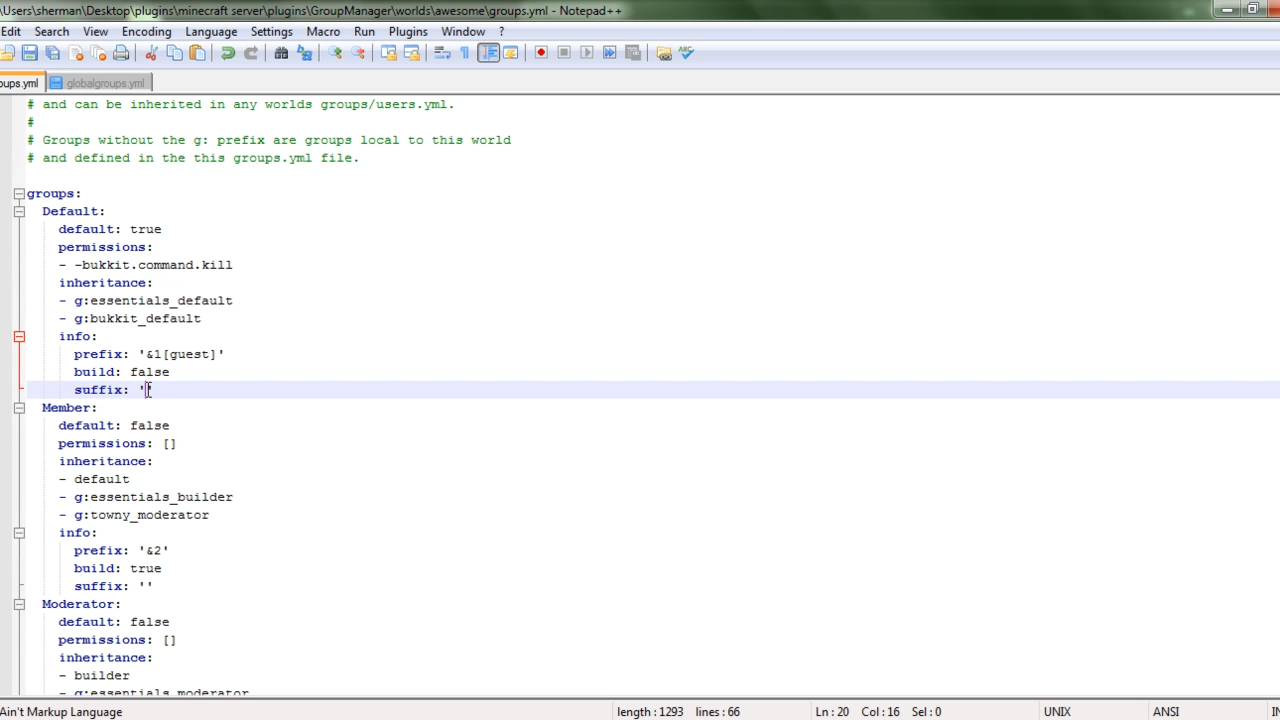 \Users\sherman\Desktop\plugins\minecraft server\plugins\GroupManager\worlds\awesome\groups.yml - Notepad++
Edit Search View Encoding Language Settings Macro Run Plugins Window ?
oups.yml globalgroups.yml
# and can be inherited in any worlds groups/users.yml.
#
# Groups without the g: prefix are groups local to this world
# and defined in the this groups.yml file.
groups:
Default:
default: true
permissions:
- -bukkit.command.kill
inheritance:
- g:essentials_default
- g:bukkit_default
info:
prefix: '&1[guest]'
build: false
suffix: ''
Member:
default: false
permissions: []
inheritance:
- default
- g:essentials_builder
- g:towny_moderator
info:
prefix: '&2'
build: true
suffix: ''
Moderator:
default: false
permissions: []
inheritance:
- builder
- g:essentials_moderator
Ain't Markup Language length : 1293 lines : 66 Ln : 20 Col : 16 Sel : 0 UNIX ANSI IN